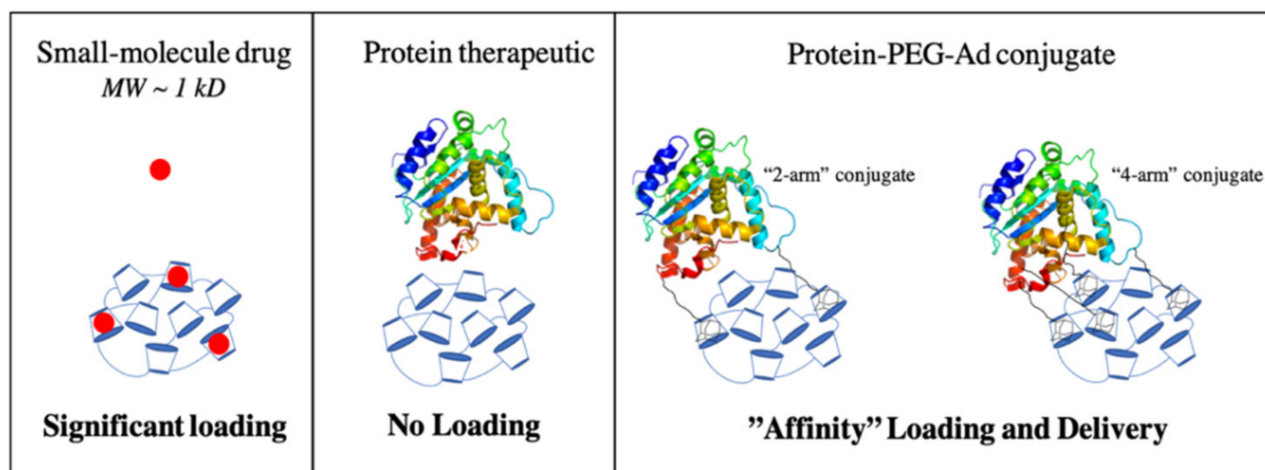 Small-molecule drug
MW ~ 1 kD
Significant loading
Protein therapeutic
No Loading
Protein-PEG-Ad conjugate
“2-arm” conjugate
“4-arm” conjugate
”Affinity” Loading and Delivery